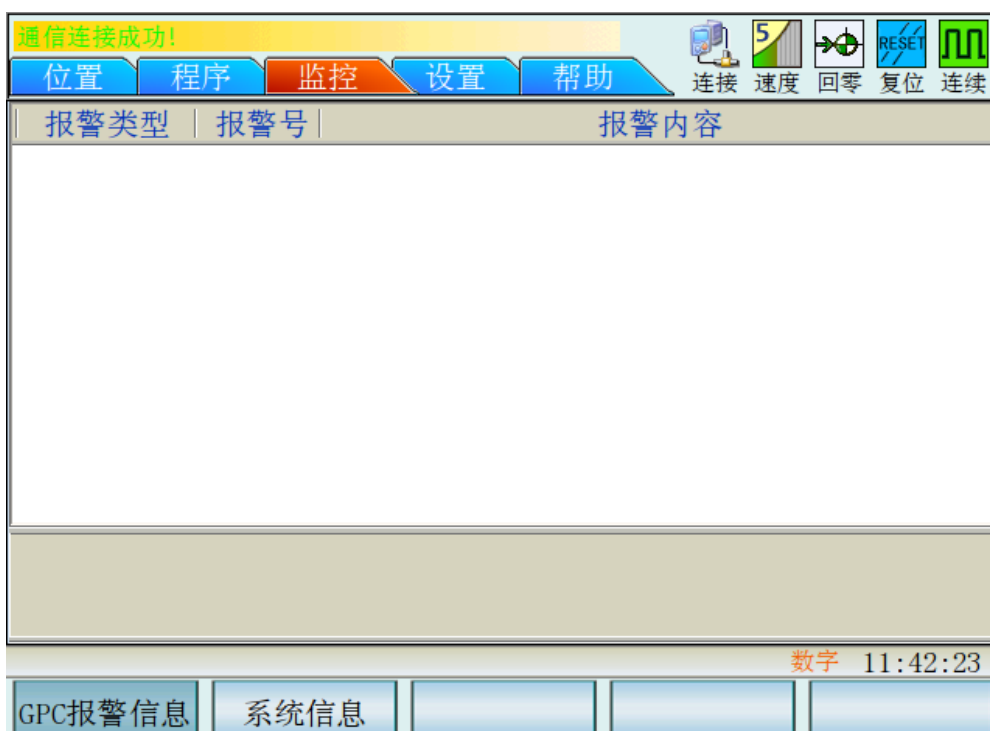 通信连接成功!
位置 程序 监控 设置 帮助
5 RESET
连接 速度 回零 复位 连续
报警类型 报警号 报警内容
数字 11:42:23
GPC报警信息 系统信息